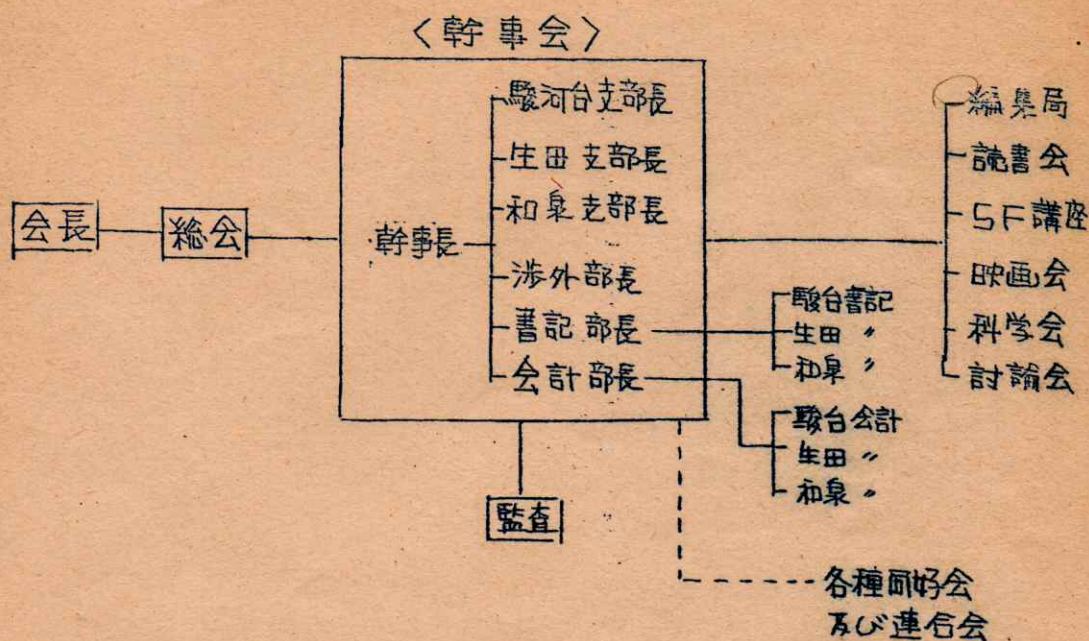 〈幹事会〉
会長
総会
幹事長
駿河台支部長
生田支部長
和泉支部長
渉外部長
書記部長
会計部長
駿台書記
生田 〃
和泉 〃
駿台会計
生田 〃
和泉 〃
編集局
読書会
SF講座
映画会
科学会
討論会
監査
各種同好会
及び連合会